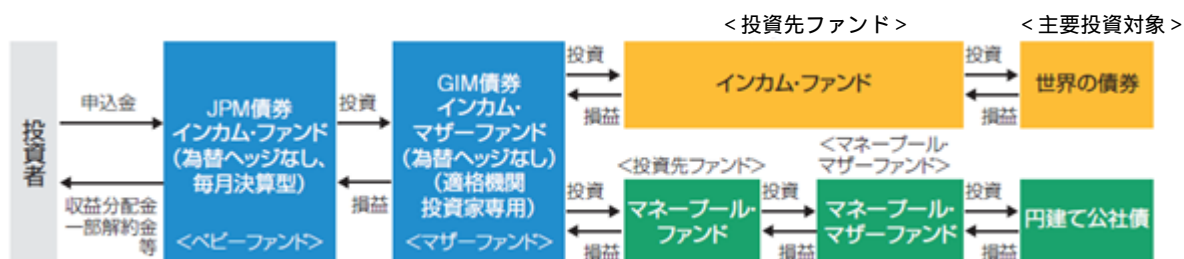 <投資先ファンド>
<主要投資対象>
投資者
申込金
収益分配金
一部解約金
等
JPM債券
インカム・ファンド
(為替ヘッジなし、
毎月決算型)
<ベビーファンド>
投資
損益
GIM債券
インカム・
マザーファンド
(為替ヘッジなし)
(適格機関
投資家専用)
<マザーファンド>
投資
損益
インカム・ファンド
投資
損益
世界の債券
投資
損益
<投資先ファンド>
マネープール・
ファンド
投資
損益
<マネープール・
マザーファンド>
マネープール・
マザーファンド
投資
損益
円建て公社債